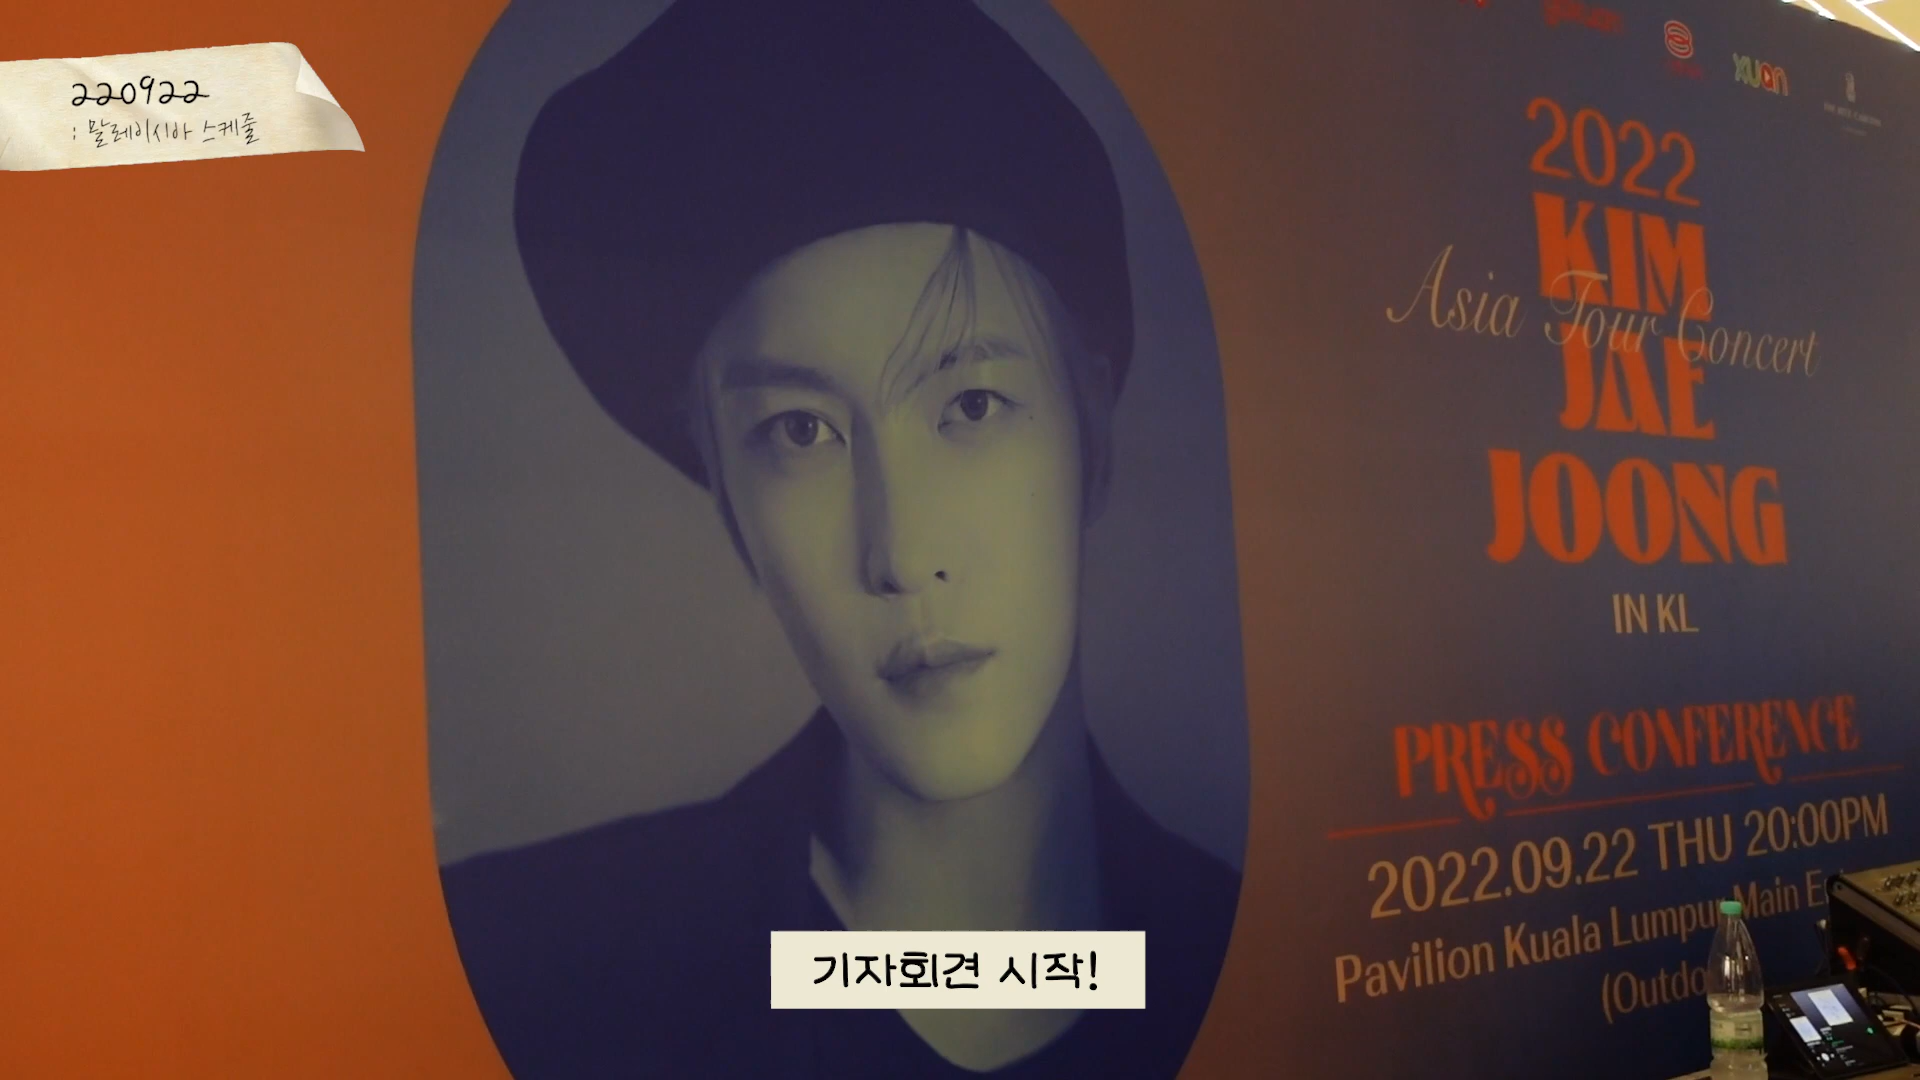 220922
: 말레이시아 스케줄
xuan
2022
KIM
Asia Tour Concert
JAE
JOONG
IN KL
PRESS CONFERENCE
2022.09.22 THU 20:00PM
Pavilion Kuala Lumpur Main
기자회견 시작!